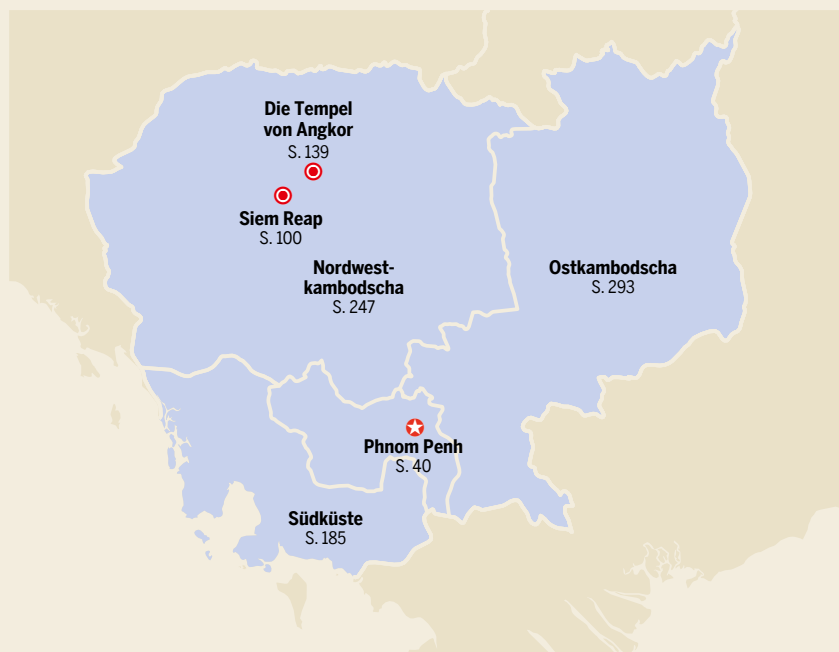 Die Tempel
von Angkor
S. 139
Siem Reap
S. 100
Nordwest-
kambodscha
S. 247
Ostkambodscha
S. 293
Phnom Penh
S. 40
Südküste
S. 185